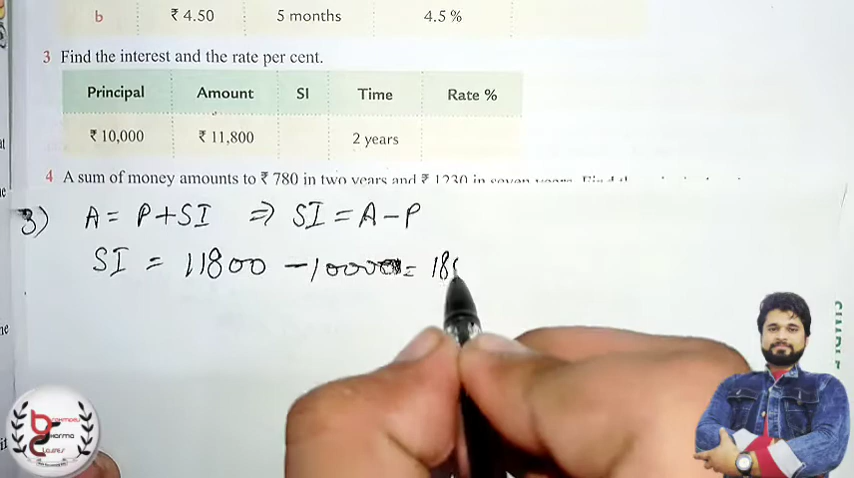 b ₹ 4.50 5 months 4.5 %
3 Find the interest and the rate per cent.
Principal Amount SI Time Rate %
₹ 10,000 ₹ 11,800 2 years
4 A sum of money amounts to ₹ 780 in two years and ₹ 1230 in seven years. Find
3) A = P + SI ⇒ SI = A - P
SI = 11800 - 10000 = 18